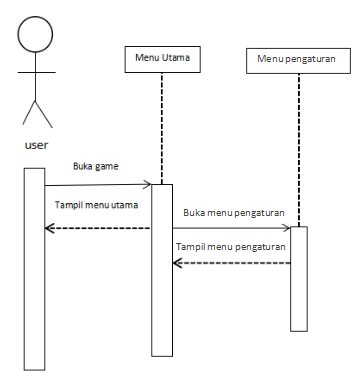 Menu Utama
Menu pengaturan
user
Buka game
Tampil menu utama
Buka menu pengaturan
Tampil menu pengaturan